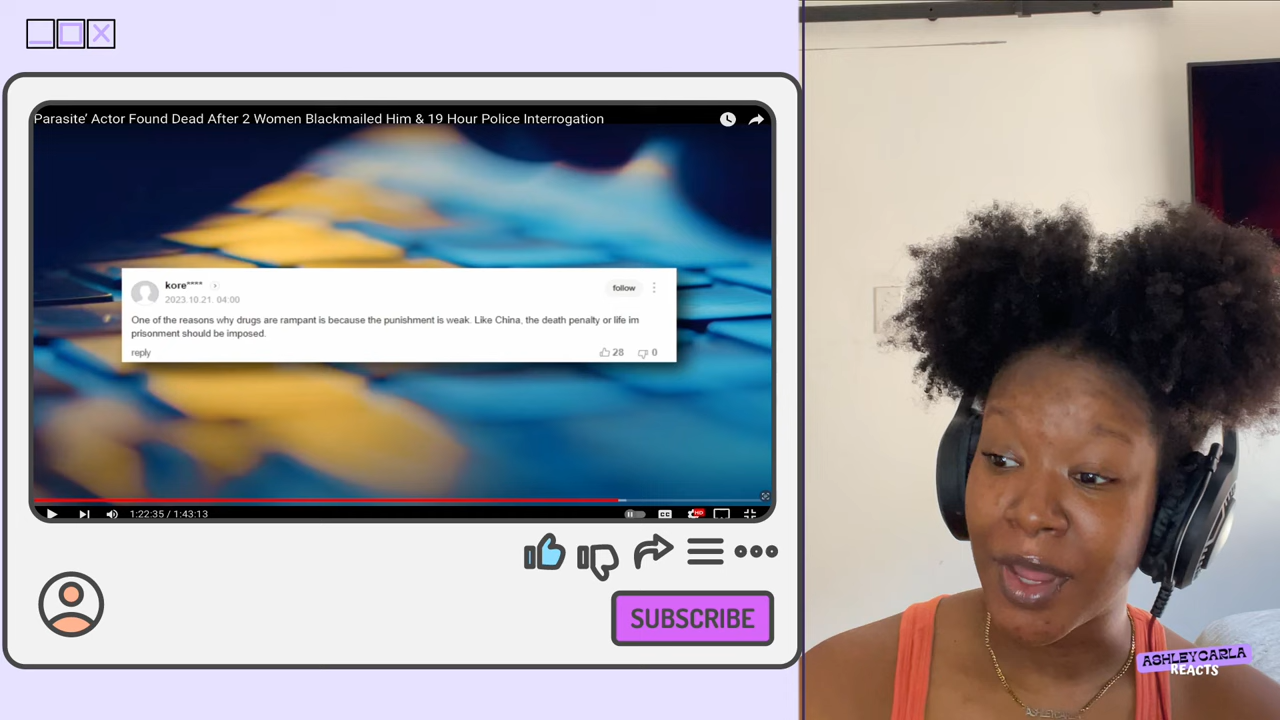 Parasite’ Actor Found Dead After 2 Women Blackmailed Him & 19 Hour Police Interrogation
kore****
2023.10.21. 04:00
follow
One of the reasons why drugs are rampant is because the punishment is weak. Like China, the death penalty or life im
prisonment should be imposed.
reply
28
0
1:22:35 / 1:43:13
CC
HD
SUBSCRIBE
ASHLEYCARLA
REACTS